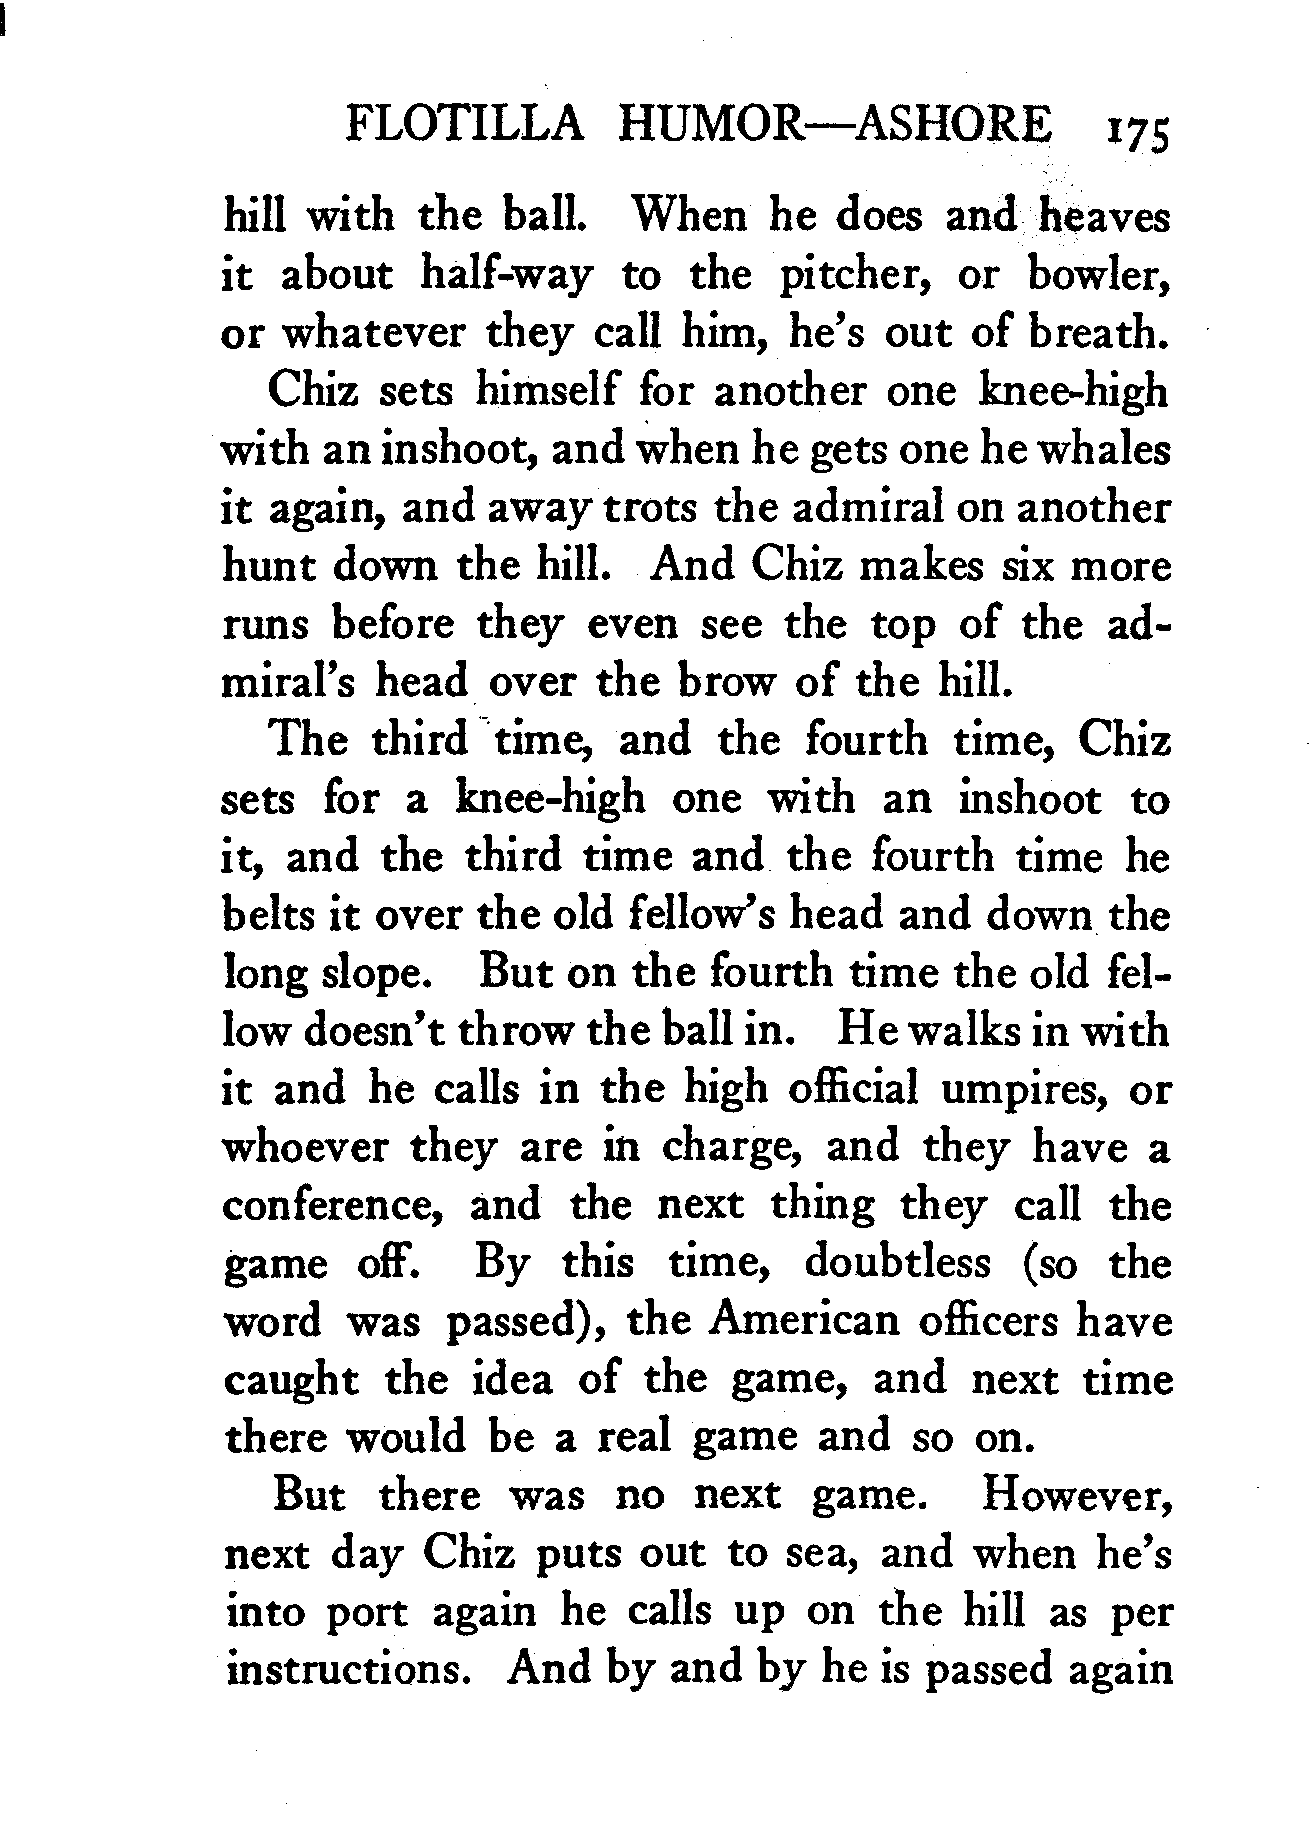 FLOTILLA HUMOR—ASHORE 175
hill with the ball. When he does and heaves
it about half-way to the pitcher, or bowler,
or whatever they call him, he's out of breath.
Chiz sets himself for another one knee-high
with an inshoot, and when he gets one he whales
it again, and away trots the admiral on another
hunt down the hill. And Chiz makes six more
runs before they even see the top of the ad-
miral's head over the brow of the hill.
The third time, and the fourth time, Chiz
sets for a knee-high one with an inshoot to
it, and the third time and the fourth time he
belts it over the old fellow's head and down the
long slope. But on the fourth time the old fel-
low doesn't throw the ball in. He walks in with
it and he calls in the high official umpires, or
whoever they are in charge, and they have a
conference, and the next thing they call the
game off. By this time, doubtless (so the
word was passed), the American officers have
caught the idea of the game, and next time
there would be a real game and so on.
But there was no next game. However,
next day Chiz puts out to sea, and when he's
into port again he calls up on the hill as per
instructions. And by and by he is passed again